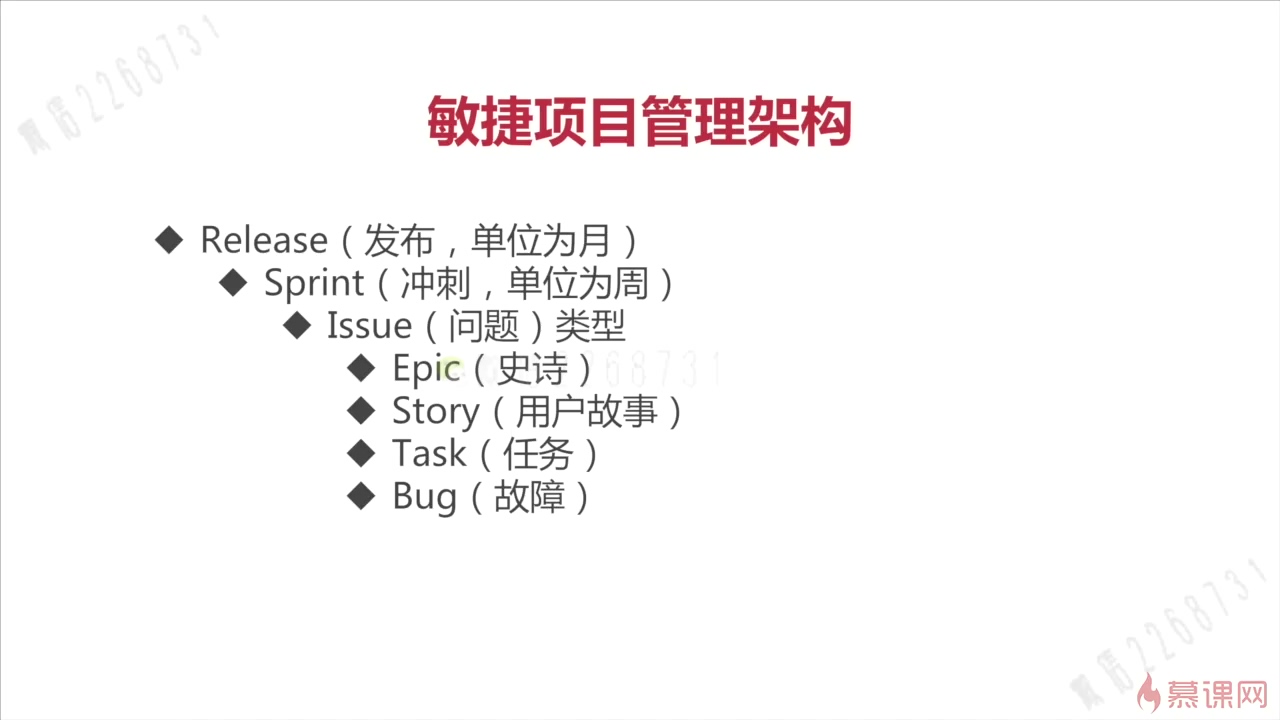 敏捷项目管理架构
◆ Release（发布，单位为月）
◆ Sprint（冲刺，单位为周）
◆ Issue（问题）类型
◆ Epic（史诗）
◆ Story（用户故事）
◆ Task（任务）
◆ Bug（故障）
2268731
2268731
2268731
慕课网